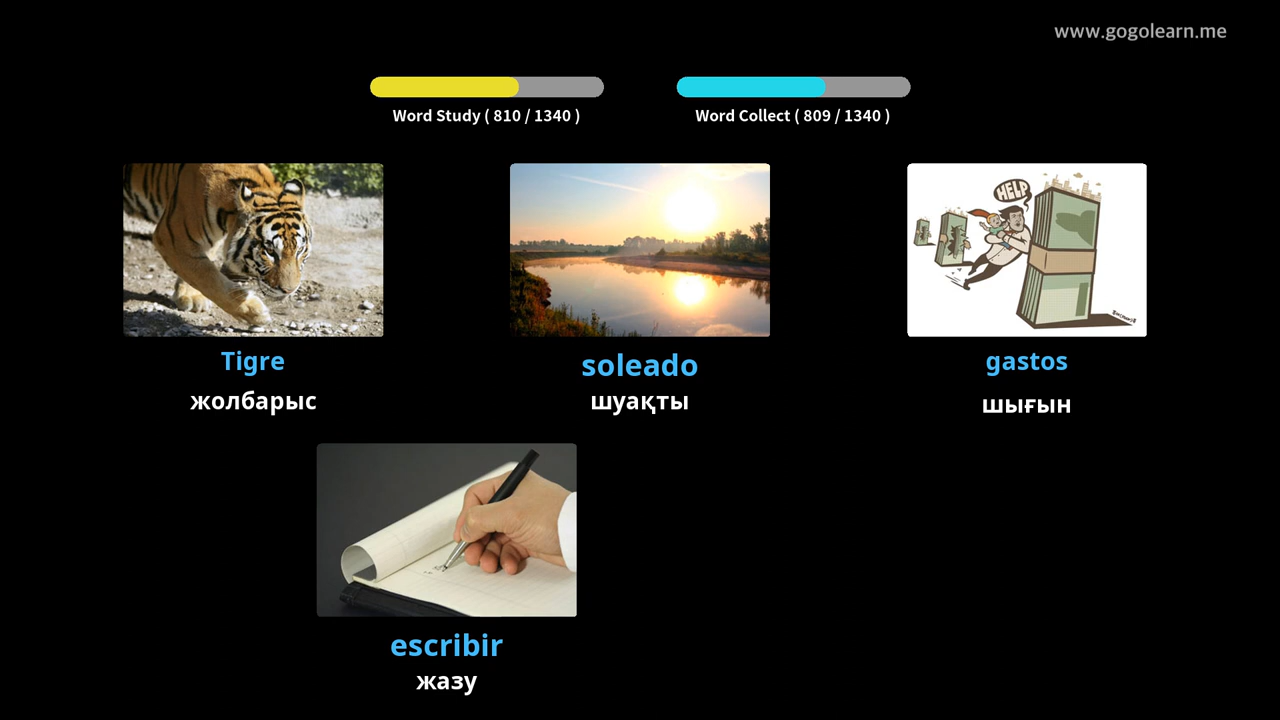 www.gogolearn.me
Word Study ( 810 / 1340 )
Word Collect ( 809 / 1340 )
HELP
Tigre
жолбарыс
soleado
шуақты
gastos
шығын
escribir
жазу